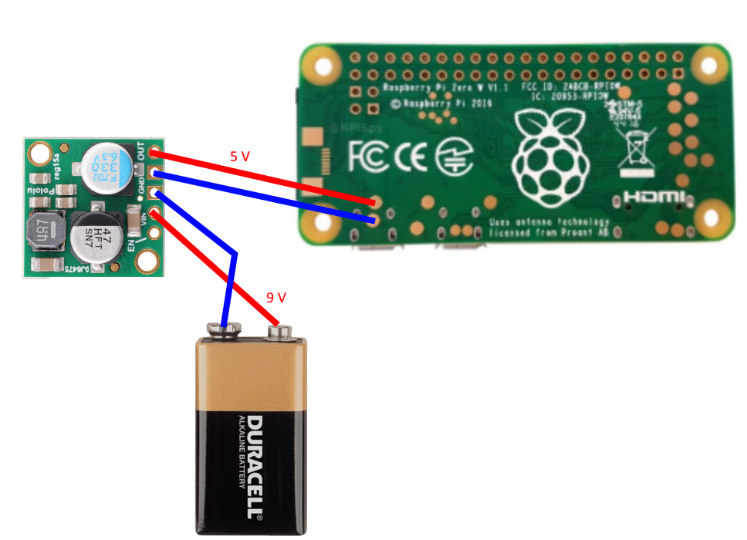 Raspberry Pi Zero W V1.1
FCC ID: 2ABCB-RPI0W
IC: 20953-RPI0W
© Raspberry Pi 2016
@RPiSpy
FC CE
HDMI
Uses antenna technology
licensed from Proant AB
5 V
OUT
GND
VIN
EN
reg15a
Pololu
47
HFT
SN7
9 V
DURACELL®
ALKALINE BATTERY